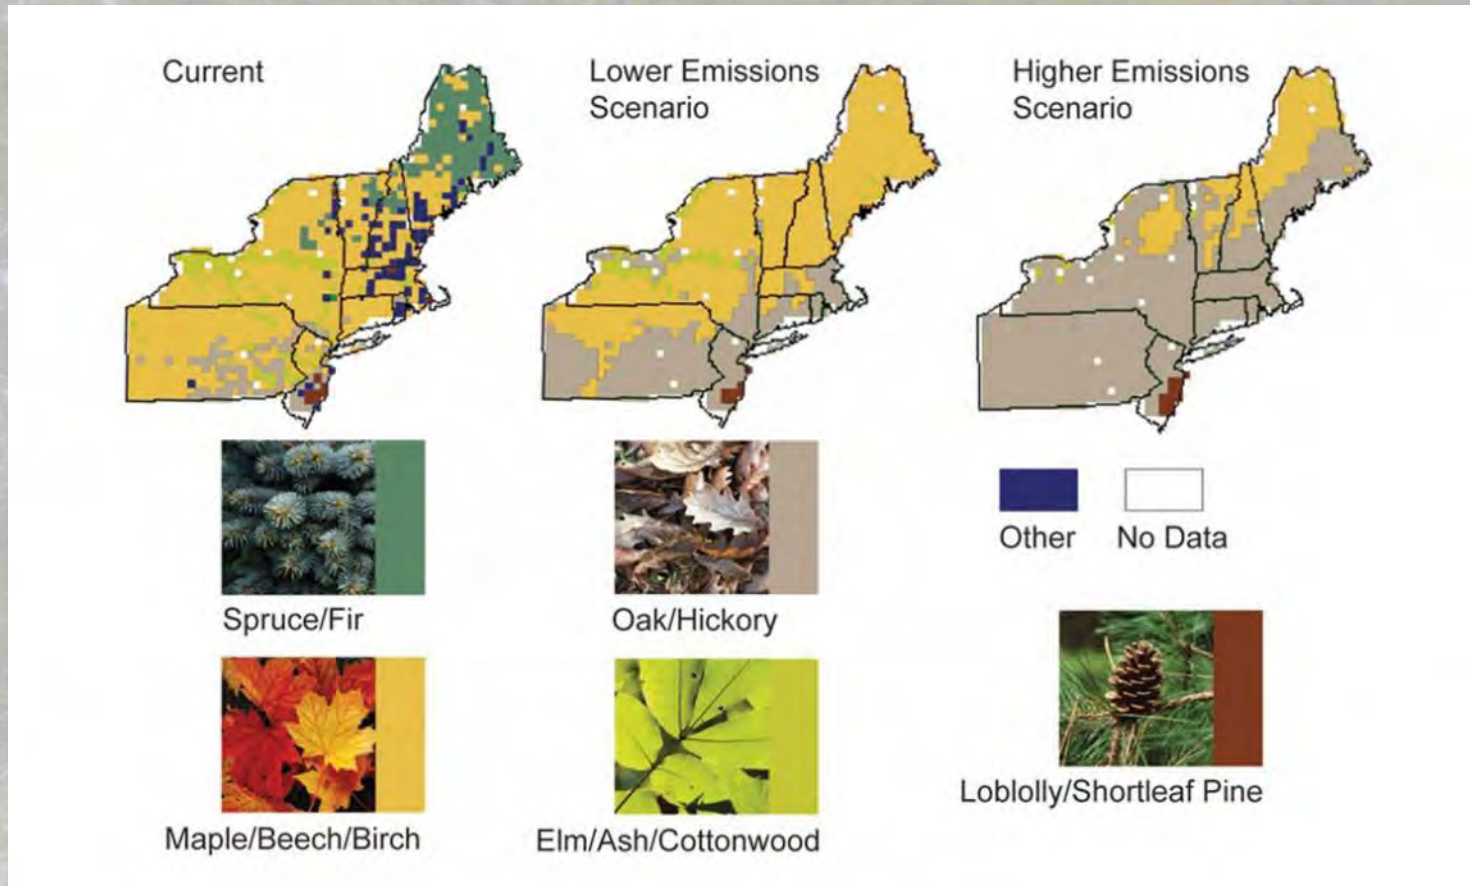 Current
Lower Emissions
Scenario
Higher Emissions
Scenario
Other
No Data
Spruce/Fir
Oak/Hickory
Maple/Beech/Birch
Elm/Ash/Cottonwood
Loblolly/Shortleaf Pine